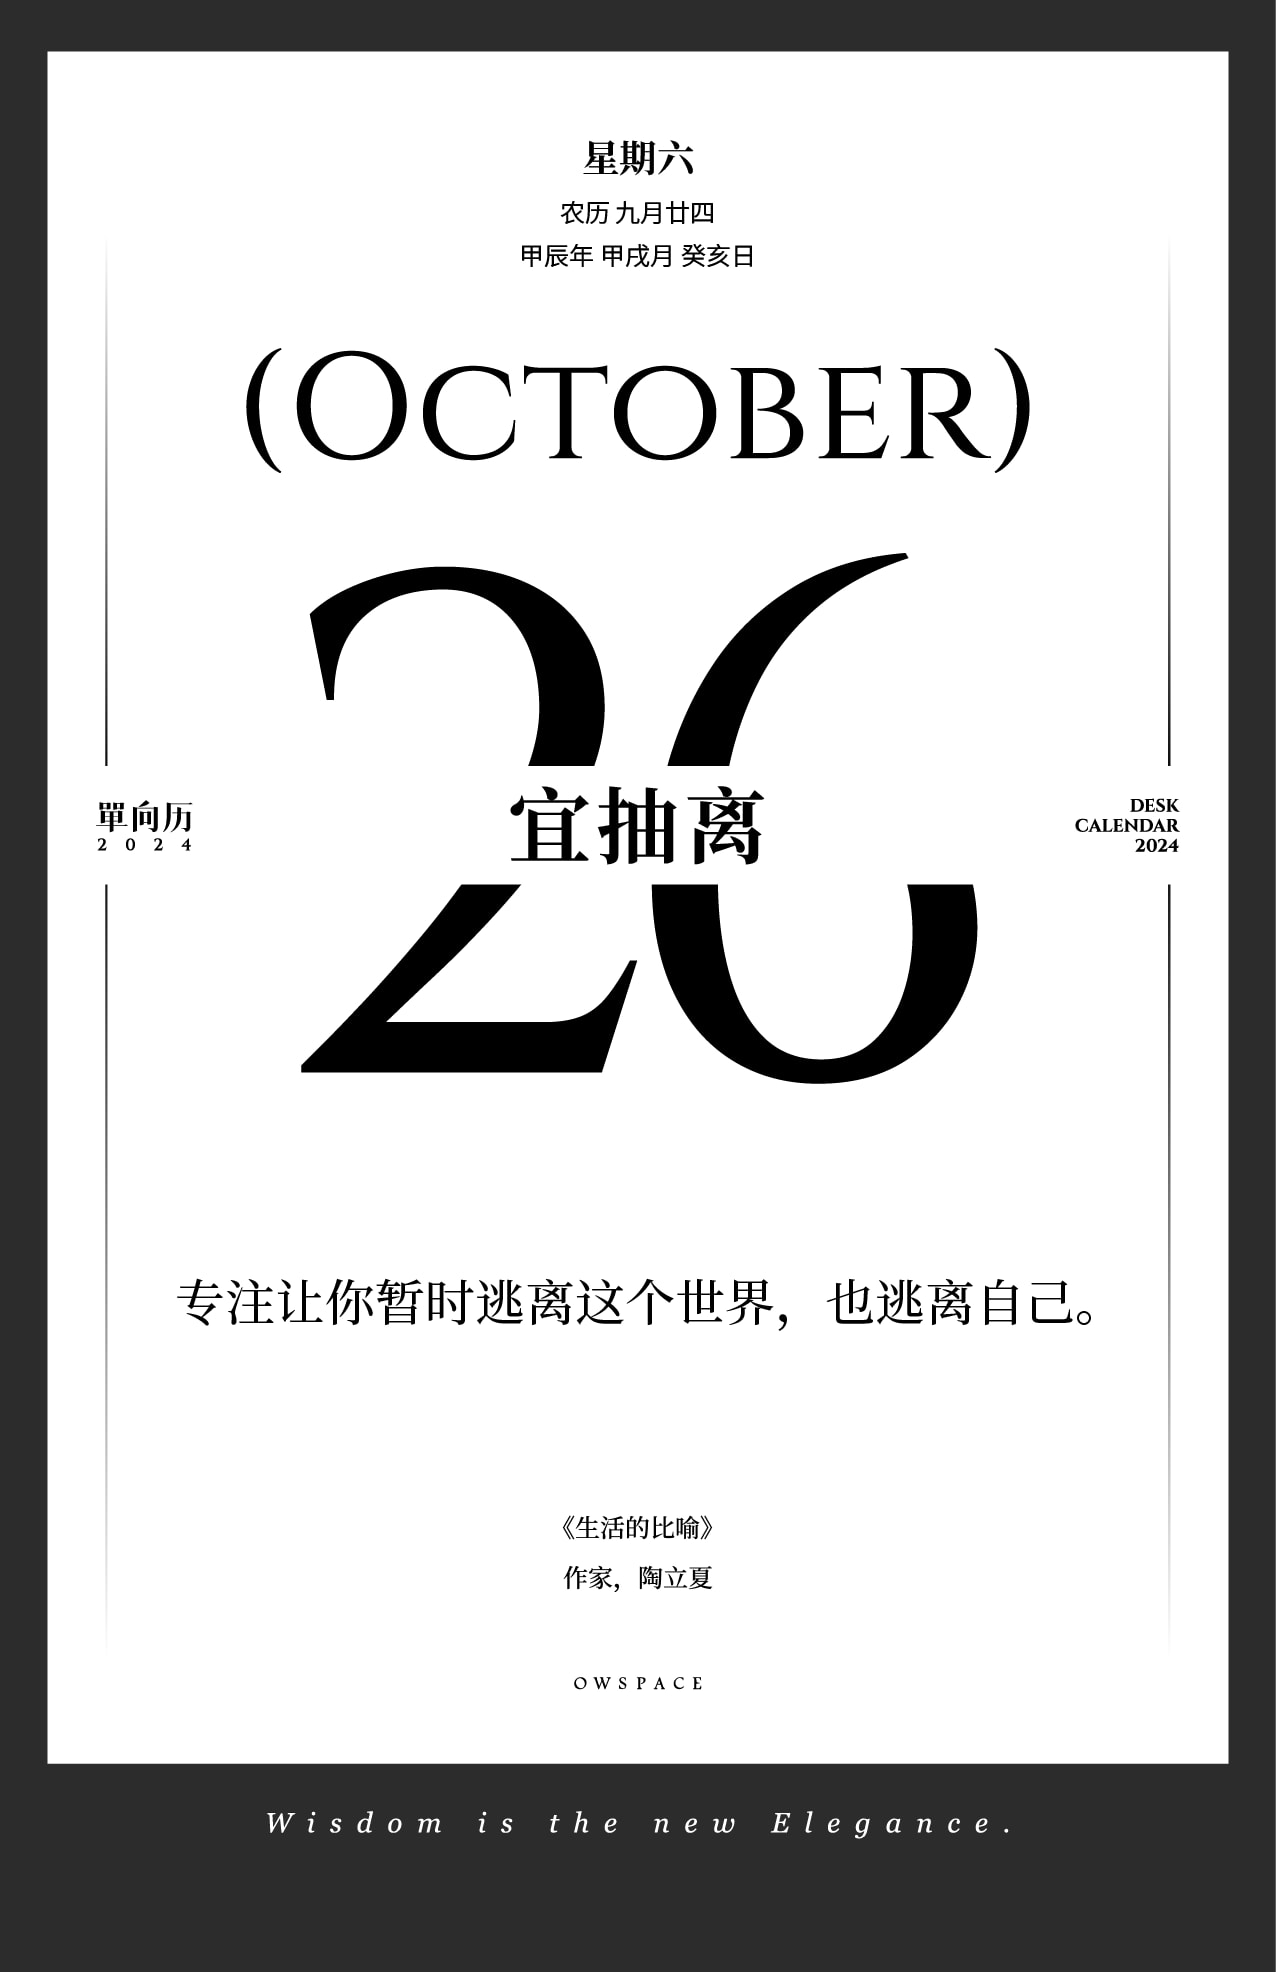 星期六
农历 九月廿四
甲辰年 甲戌月 癸亥日
(OCTOBER)
26
宜抽离
單向历
2024
DESK
CALENDAR
2024
专注让你暂时逃离这个世界，也逃离自己。
《生活的比喻》
作家，陶立夏
OWSPACE
Wisdom is the new Elegance.